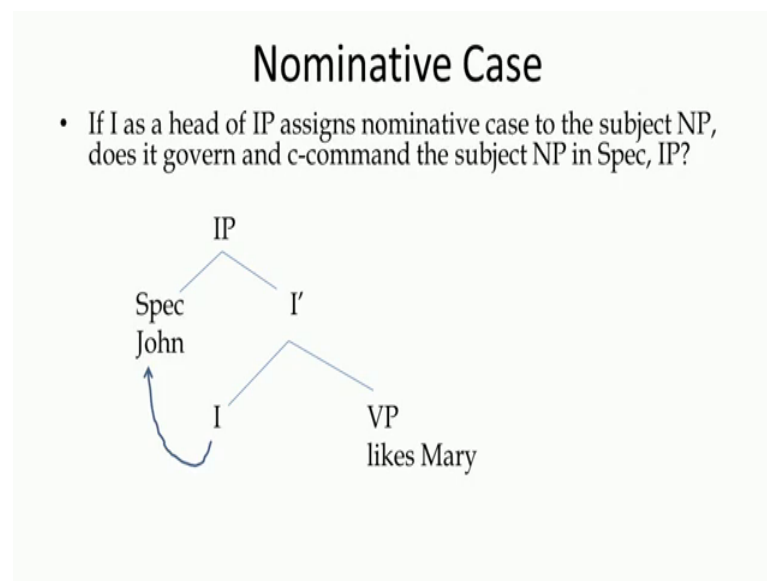 Nominative Case
• If I as a head of IP assigns nominative case to the subject NP,
does it govern and c-command the subject NP in Spec, IP?
IP
Spec I′
John
I VP
likes Mary